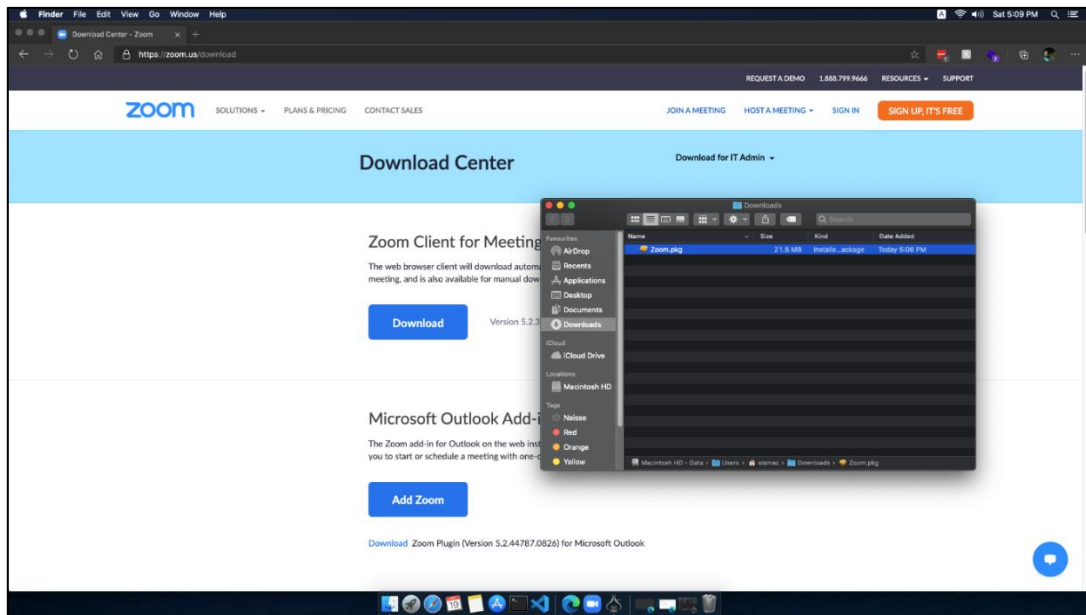 Finder File Edit View Go Window Help Sat 5:09 PM
Download Center - Zoom
https://zoom.us/download
REQUEST A DEMO 1.888.799.9666 RESOURCES SUPPORT
zoom SOLUTIONS PLANS & PRICING CONTACT SALES JOIN A MEETING HOST A MEETING SIGN IN SIGN UP, IT'S FREE
Download Center Download for IT Admin
Zoom Client for Meeting
The web browser client will download automa
meeting, and is also available for manual dow
Download Version 5.2.3
Microsoft Outlook Add-i
The Zoom add-in for Outlook on the web inst
you to start or schedule a meeting with one-c
Add Zoom
Download Zoom Plugin (Version 5.2.44787.0826) for Microsoft Outlook
Downloads
Search
Favourites
AirDrop
Recents
Applications
Desktop
Documents
Downloads
iCloud
iCloud Drive
Locations
Macintosh HD
Tags
Naisse
Red
Orange
Yellow
Name Size Kind Date Added
Zoom.pkg 21.5 MB Installe...ackage Today 5:06 PM
Macintosh HD - Data Users sismac Downloads Zoom.pkg
19